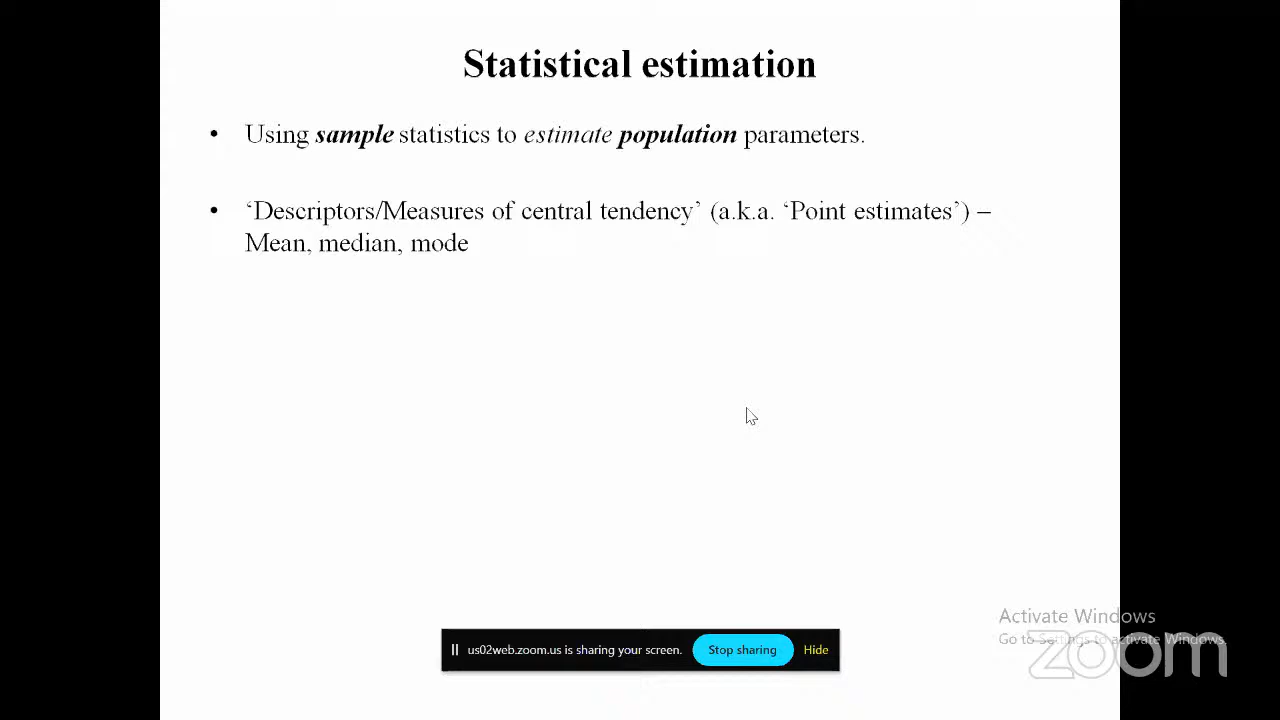 Statistical estimation
• Using sample statistics to estimate population parameters.
• ‘Descriptors/Measures of central tendency’ (a.k.a. ‘Point estimates’) –
Mean, median, mode
us02web.zoom.us is sharing your screen. Stop sharing Hide
Activate Windows
Go to Settings to activate Windows.
zoom